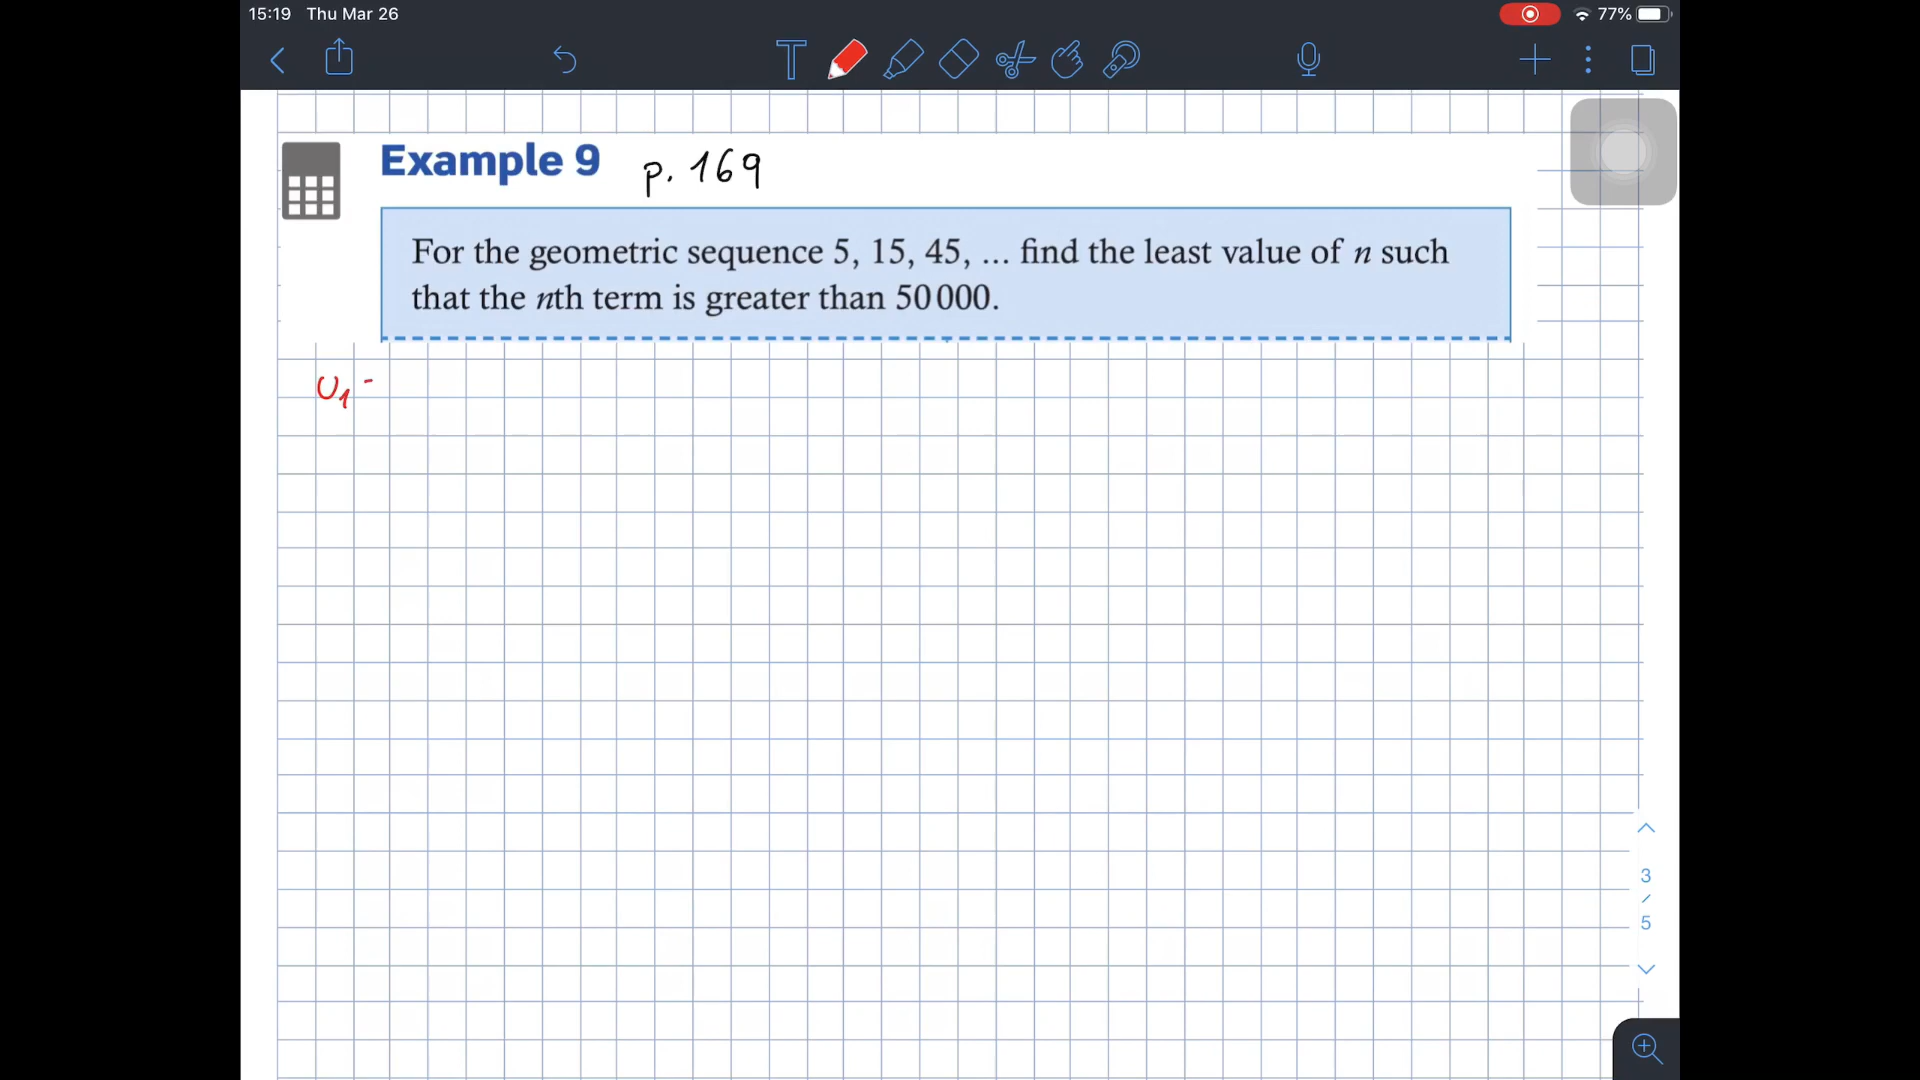 15:19 Thu Mar 26 77%
Example 9 p. 169
For the geometric sequence 5, 15, 45, ... find the least value of n such
that the nth term is greater than 50 000.
U₁ -
3
/
5